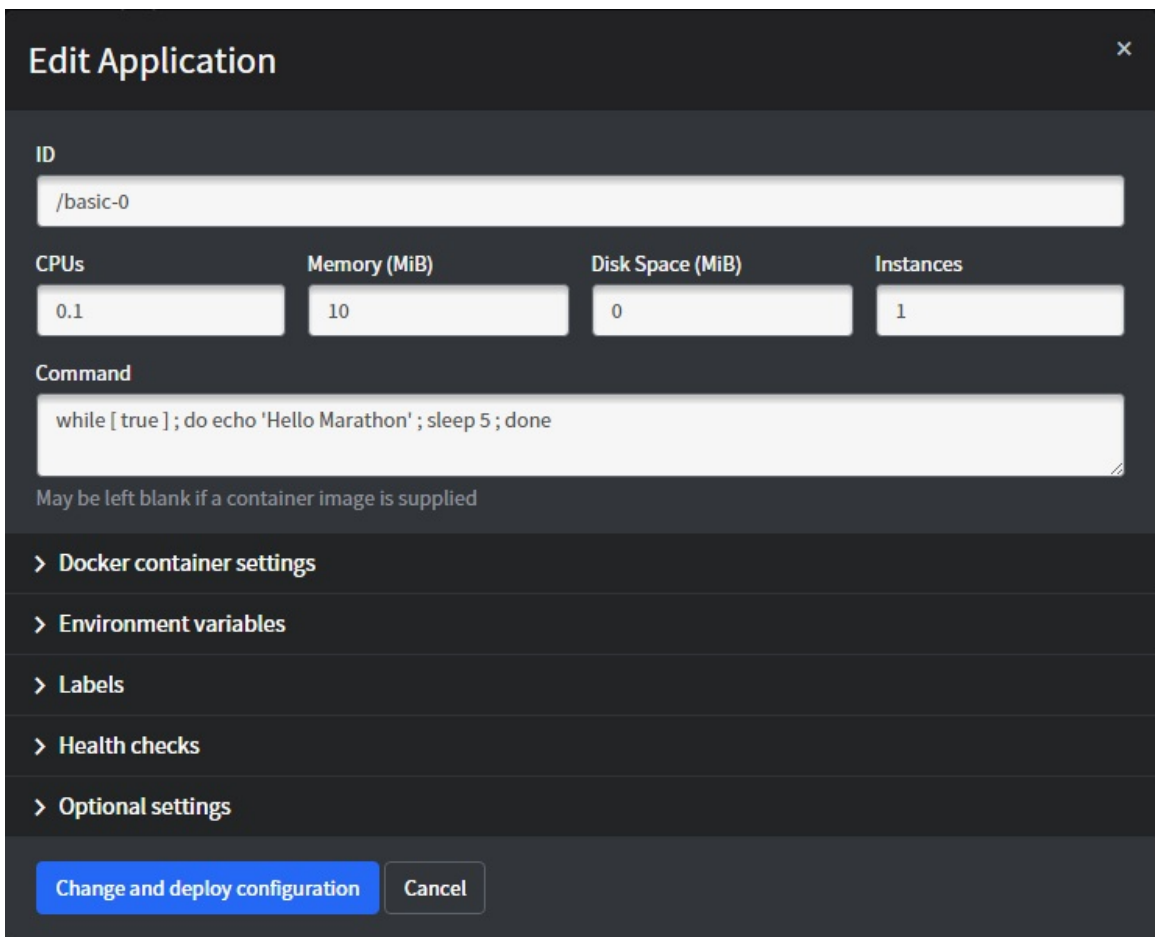 Edit Application
×
ID
/basic-0
CPUs Memory (MiB) Disk Space (MiB) Instances
0.1 10 0 1
Command
while [ true ] ; do echo 'Hello Marathon' ; sleep 5 ; done
May be left blank if a container image is supplied
Docker container settings
Environment variables
Labels
Health checks
Optional settings
Change and deploy configuration Cancel